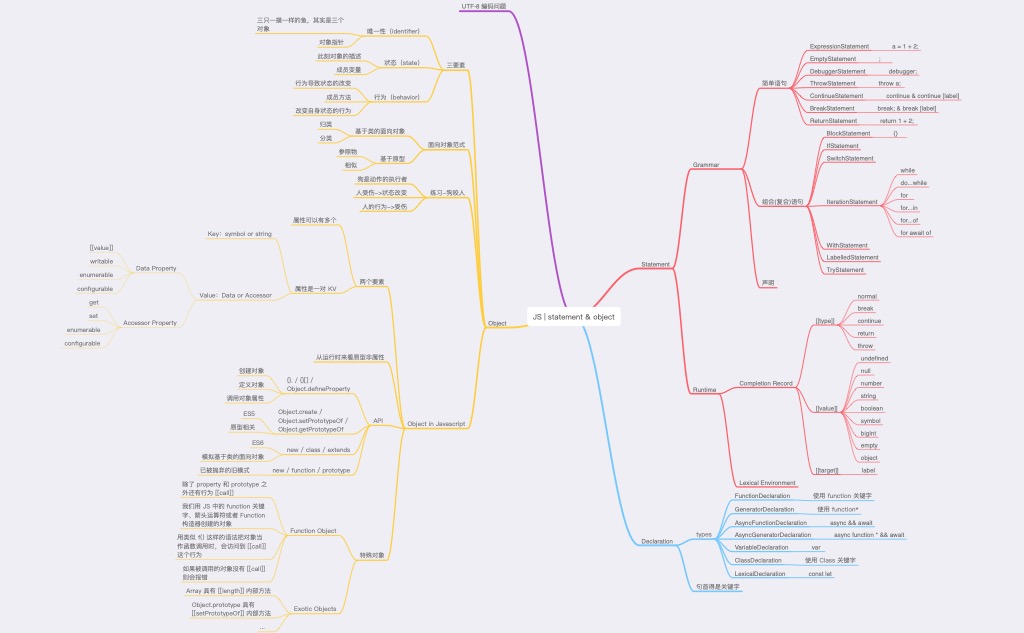 JS | statement & object
UTF-8 编码问题
Object
三要素
唯一性（identifier）
三只一摸一样的鱼，其实是三个
对象
对象指针
状态（state）
此刻对象的描述
成员变量
行为（behavior）
行为导致状态的改变
成员方法
改变自身状态的行为
面向对象范式
基于类的面向对象
归类
分类
基于原型
参照物
相似
练习-狗咬人
狗是动作的执行者
人受伤-->状态改变
人的行为-->受伤
Object in Javascript
两个要素
属性可以有多个
属性是一对 KV
Key：symbol or string
Value：Data or Accessor
Data Property
[[value]]
writable
enumerable
configurable
Accessor Property
get
set
enumerable
configurable
从运行时来看原型非属性
API
{}. / {}[] /
Object.defineProperty
创建对象
定义对象
调用对象属性
Object.create /
Object.setPrototypeOf /
Object.getPrototypeOf
ES5
原型相关
new / class / extends
ES6
模拟基于类的面向对象
new / function / prototype
已被摒弃的旧模式
特殊对象
Function Object
除了 property 和 prototype 之
外还有行为 [[call]]
我们用 JS 中的 function 关键
字、箭头运算符或者 Function
构造器创建的对象
用类似 f() 这样的语法把对象当
作函数调用时，会访问到 [[call]]
这个行为
如果被调用的对象没有 [[call]]
则会报错
Exotic Objects
Array 具有 [[length]] 内部方法
Object.prototype 具有
[[setPrototypeOf]] 内部方法
...
Statement
Grammar
简单语句
ExpressionStatement a = 1 + 2;
EmptyStatement ;
DebuggerStatement debugger;
ThrowStatement throw a;
ContinueStatement continue & continue [label]
BreakStatement break; & break [label]
ReturnStatement return 1 + 2;
组合(复合)语句
BlockStatement {}
IfStatement
SwitchStatement
IterationStatement
while
do...while
for
for...in
for...of
for await of
WithStatement
LabelledStatement
TryStatement
声明
Runtime
Completion Record
[[type]]
normal
break
continue
return
throw
[[value]]
undefined
null
number
string
boolean
symbol
bigint
empty
object
[[target]] label
Lexical Environment
Declaration
types
FunctionDeclaration 使用 function 关键字
GeneratorDeclaration 使用 function*
AsyncFunctionDeclaration async && await
AsyncGeneratorDeclaration async function * && await
VariableDeclaration var
ClassDeclaration 使用 Class 关键字
LexicalDeclaration const let
句首得是关键字